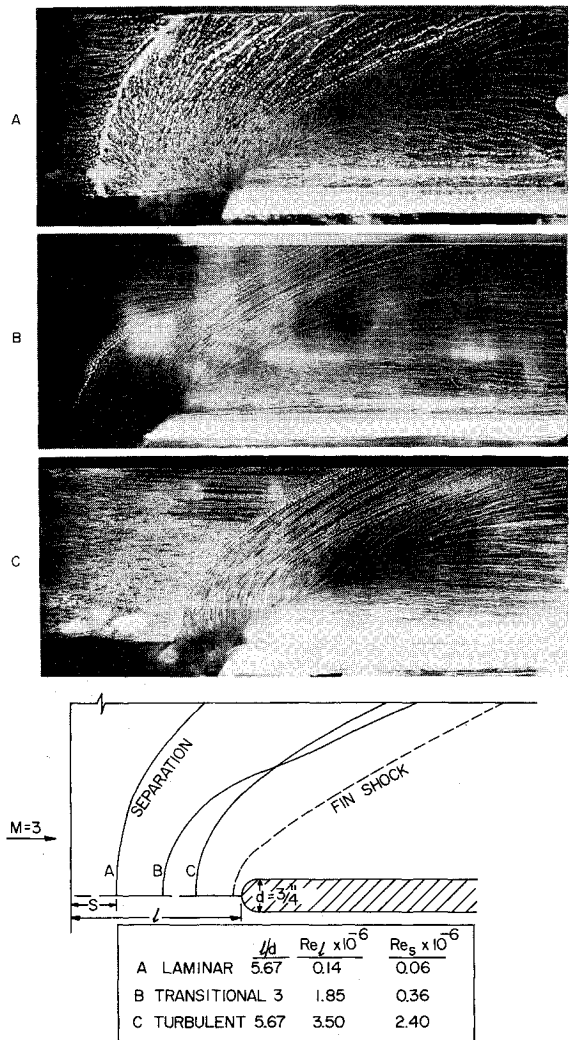 A
B
C
SEPARATION
FIN SHOCK
M=3
A
B
C
S
l
d = 3/4"
l/d Re_l x10^-6 Re_s x10^-6
A LAMINAR 5.67 0.14 0.06
B TRANSITIONAL 3 1.85 0.36
C TURBULENT 5.67 3.50 2.40